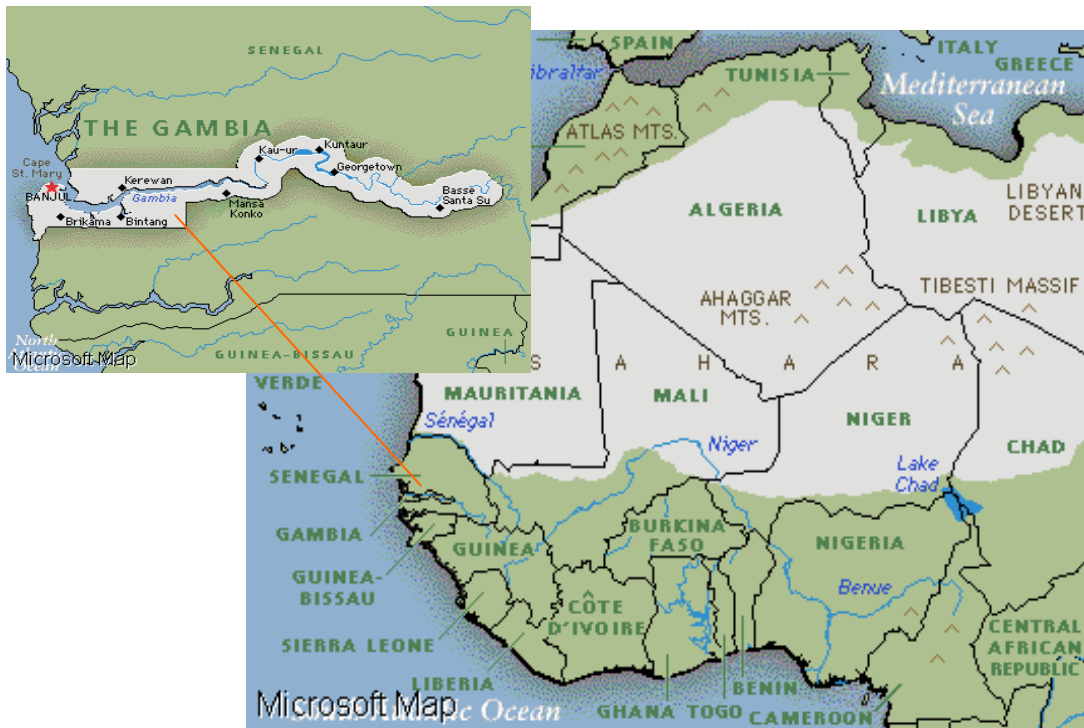 SENEGAL
THE GAMBIA
Kau-ur
Kuntaur
Georgetown
Cape
St. Mary
BANJUL
Kerewan
Gambia
Basse
Santa Su
Mansa
Konko
Brikama
Bintang
GUINEA
GUINEA-BISSAU
North
Ocean
Microsoft Map
SPAIN
ITALY
GREECE
TUNISIA
Mediterranean
Sea
ATLAS MTS.
ALGERIA
LIBYA
LIBYAN
DESERT
TIBESTI MASSIF
AHAGGAR
MTS.
S A H A R A
VERDE
MAURITANIA
MALI
NIGER
CHAD
Sénégal
Niger
Lake
Chad
SENEGAL
GAMBIA
GUINEA
GUINEA-
BISSAU
BURKINA
FASO
NIGERIA
Benue
CÔTE
D'IVOIRE
SIERRA LEONE
LIBERIA
CENTRAL
AFRICAN
REPUBLIC
BENIN
GHANA TOGO
CAMEROON
Microsoft Map
Ocean